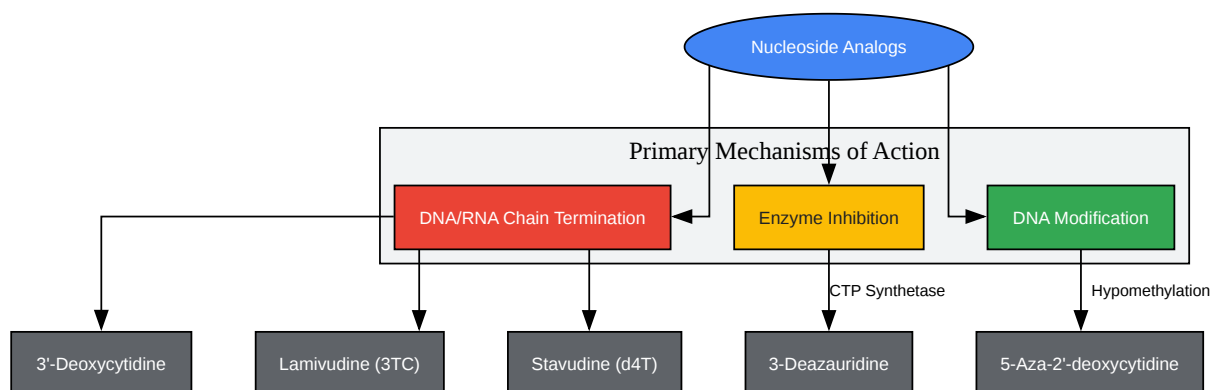 Nucleoside Analogs
Primary Mechanisms of Action
DNA/RNA Chain Termination
Enzyme Inhibition
DNA Modification
CTP Synthetase
Hypomethylation
3'-Deoxycytidine
Lamivudine (3TC)
Stavudine (d4T)
3-Deazauridine
5-Aza-2'-deoxycytidine